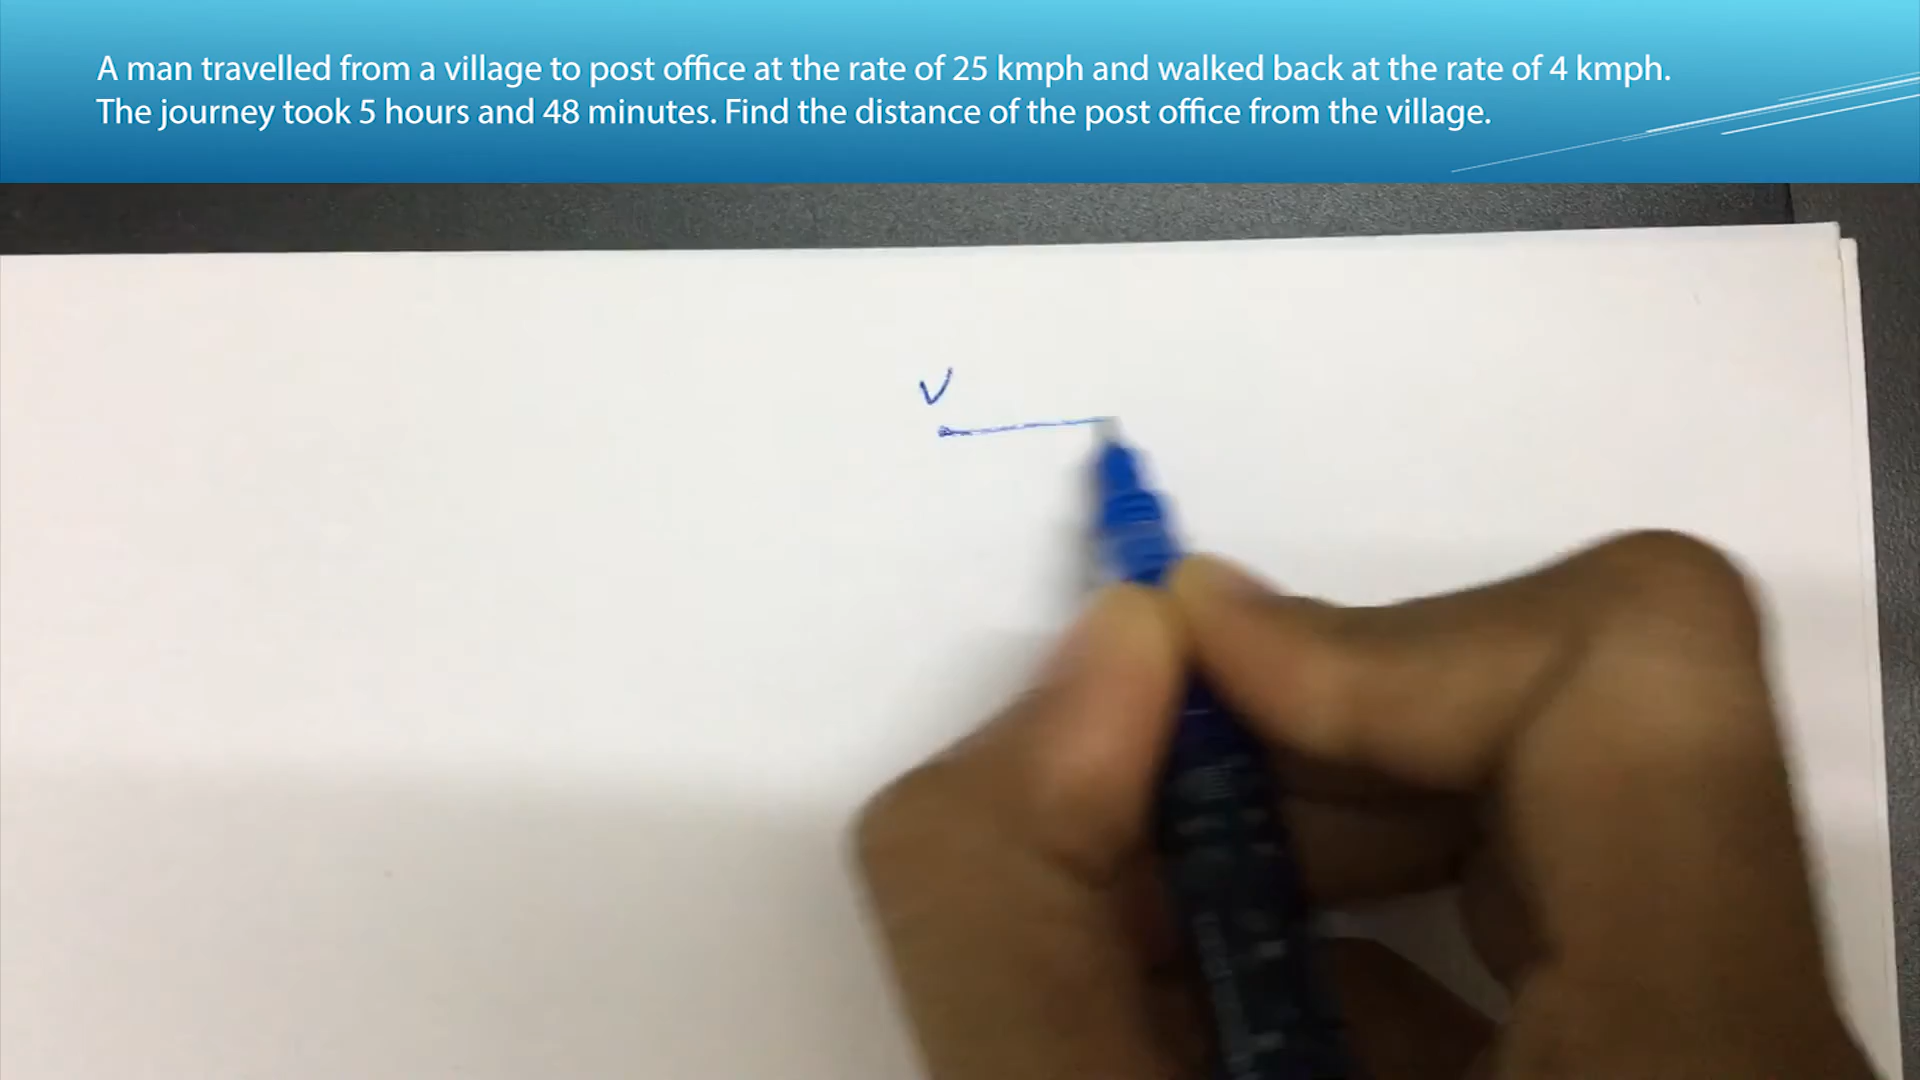 A man travelled from a village to post office at the rate of 25 kmph and walked back at the rate of 4 kmph.
The journey took 5 hours and 48 minutes. Find the distance of the post office from the village.
V